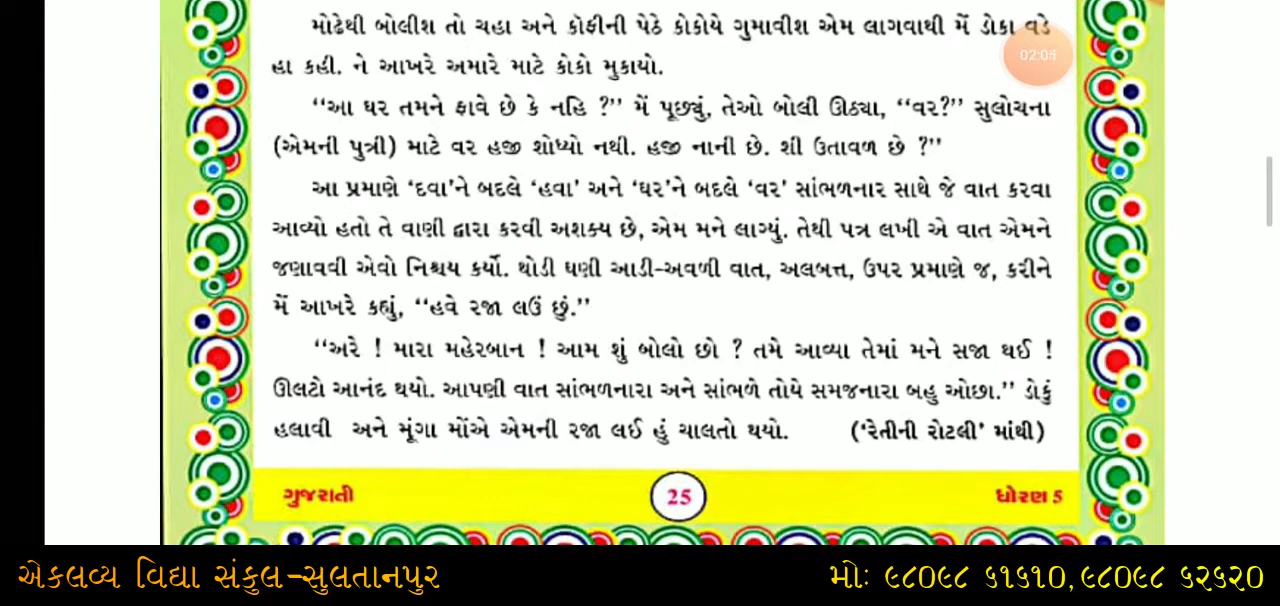 મોઢેથી બોલીશ તો ચહા અને કૉફીની પેઠે કોકોયે ગુમાવીશ એમ લાગવાથી મેં ડોકા વડે
02:05
હા કહી. ને આખરે અમારે માટે કોકો મુકાયો.
“આ ઘર તમને ફાવે છે કે નહિ ?” મેં પૂછ્યું, તેઓ બોલી ઊઠ્યા, “વર?” સુલોચના
(એમની પુત્રી) માટે વર હજી શોધ્યો નથી. હજી નાની છે. શી ઉતાવળ છે ?”
આ પ્રમાણે ‘દવા’ને બદલે ‘હવા’ અને ‘ઘર’ને બદલે ‘વર’ સાંભળનાર સાથે જે વાત કરવા
આવ્યો હતો તે વાણી દ્વારા કરવી અશક્ય છે, એમ મને લાગ્યું. તેથી પત્ર લખી એ વાત એમને
જણાવવી એવો નિશ્ચય કર્યો. થોડી ઘણી આડી-અવળી વાત, અલબત્ત, ઉપર પ્રમાણે જ, કરીને
મેં આખરે કહ્યું, “હવે રજા લઉં છું.”
“અરે ! મારા મહેરબાન ! આમ શું બોલો છો ? તમે આવ્યા તેમાં મને સજા થઈ !
ઊલટો આનંદ થયો. આપણી વાત સાંભળનારા અને સાંભળે તોયે સમજનારા બહુ ઓછા.” ડોકું
હલાવી અને મૂંગા મોંએ એમની રજા લઈ હું ચાલતો થયો. (‘રેતીની રોટલી’ માંથી)
ગુજરાતી 25 ધોરણ 5
એકલવ્ય વિદ્યા સંકુલ-સુલતાનપુર મોઃ ૯૮૦૯૮ ૬૧૬૧૦,૯૮૦૯૮ ૬૨૬૨૦